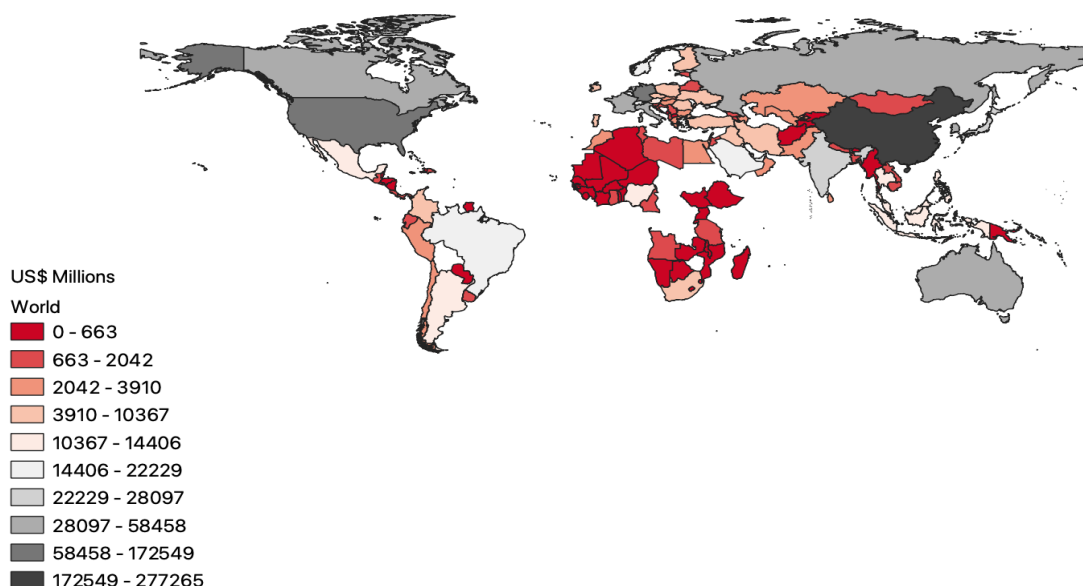 US$ Millions
World
0 - 663
663 - 2042
2042 - 3910
3910 - 10367
10367 - 14406
14406 - 22229
22229 - 28097
28097 - 58458
58458 - 172549
172549 - 277265